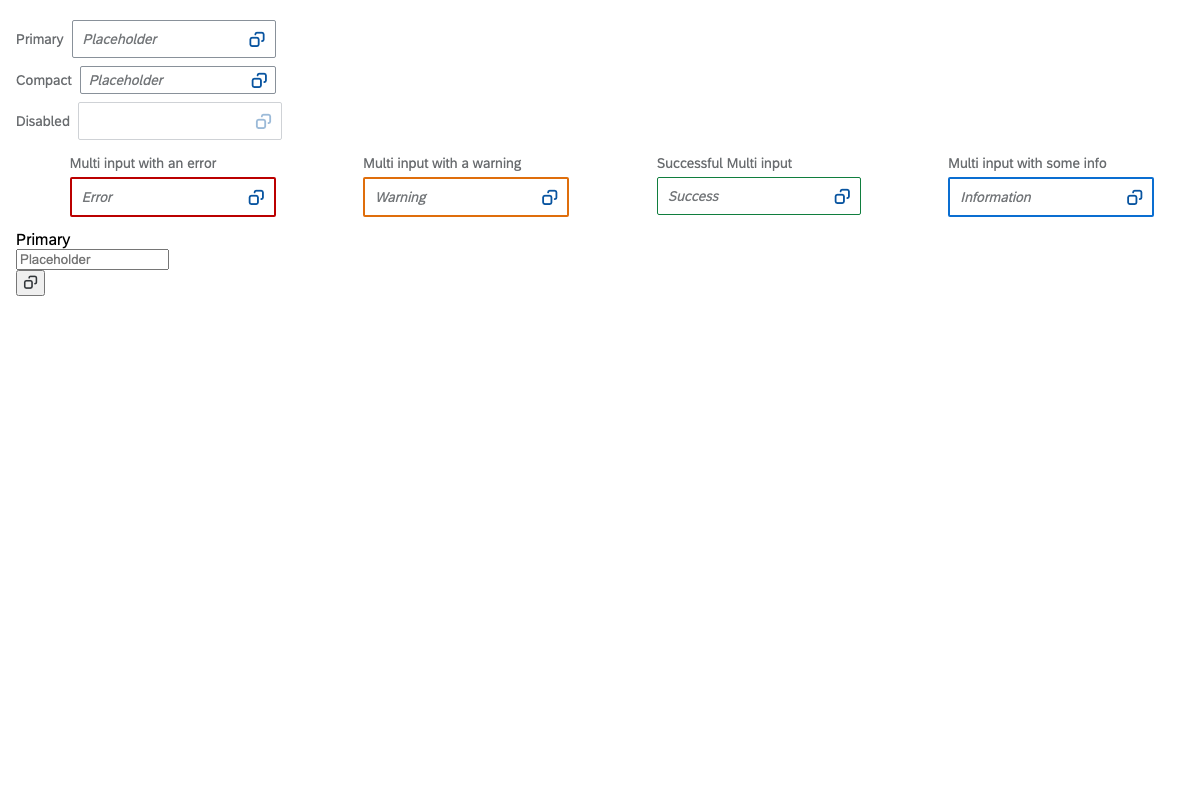 Primary Placeholder
Compact Placeholder
Disabled
Multi input with an error
Error
Multi input with a warning
Warning
Successful Multi input
Success
Multi input with some info
Information
Primary
Placeholder